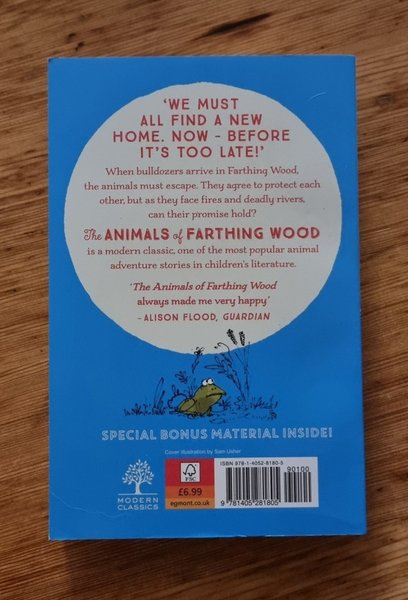 ‘WE MUST
ALL FIND A NEW
HOME. NOW – BEFORE
IT’S TOO LATE!’
When bulldozers arrive in Farthing Wood,
the animals must escape. They agree to protect each
other, but as they face fires and deadly rivers,
can their promise hold?
The ANIMALS of FARTHING WOOD
is a modern classic, one of the most popular animal
adventure stories in children’s literature.
‘The Animals of Farthing Wood
always made me very happy’
– ALISON FLOOD, GUARDIAN
SPECIAL BONUS MATERIAL INSIDE!
Cover illustration by Sam Usher
MODERN
CLASSICS
FSC
£6.99
egmont.co.uk
ISBN 978-1-4052-8180-5
90100
9 781405 281805